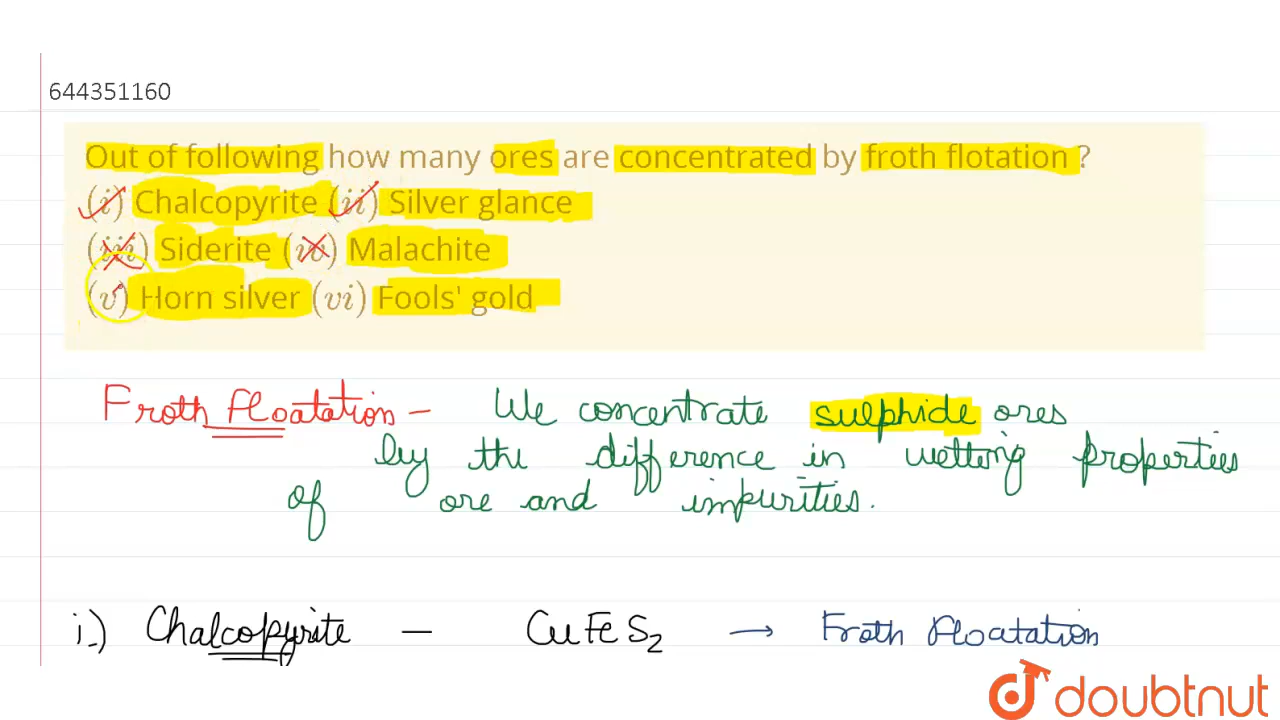 644351160
Out of following how many ores are concentrated by froth flotation ?
(i) Chalcopyrite (ii) Silver glance
(iii) Siderite (iv) Malachite
(v) Horn silver (vi) Fools' gold
Froth Floatation - We concentrate sulphide ores
by the difference in wetting properties
of ore and impurities.
i.) Chalcopyrite - CuFeS2 → Froth Floatation
doubtnut